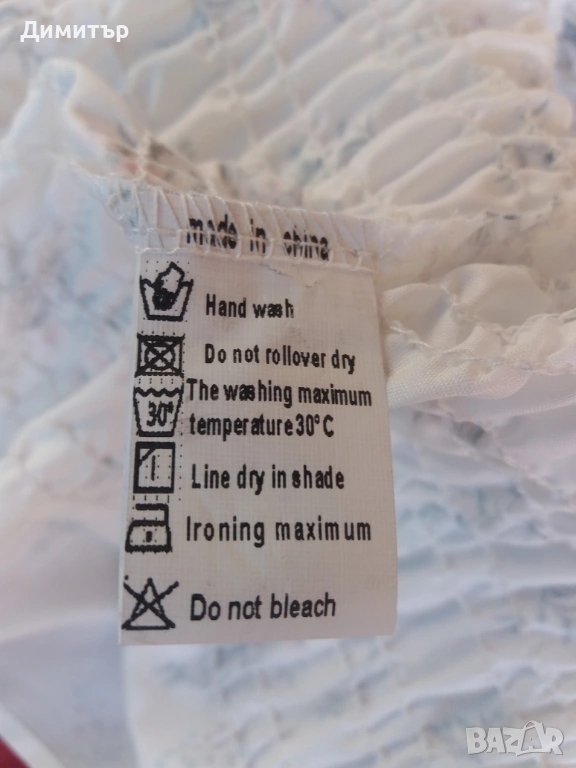 Димитър
made in china
Hand wash
Do not rollover dry
The washing maximum
30°
temperature 30°C
Line dry in shade
Ironing maximum
Do not bleach
BAZAR